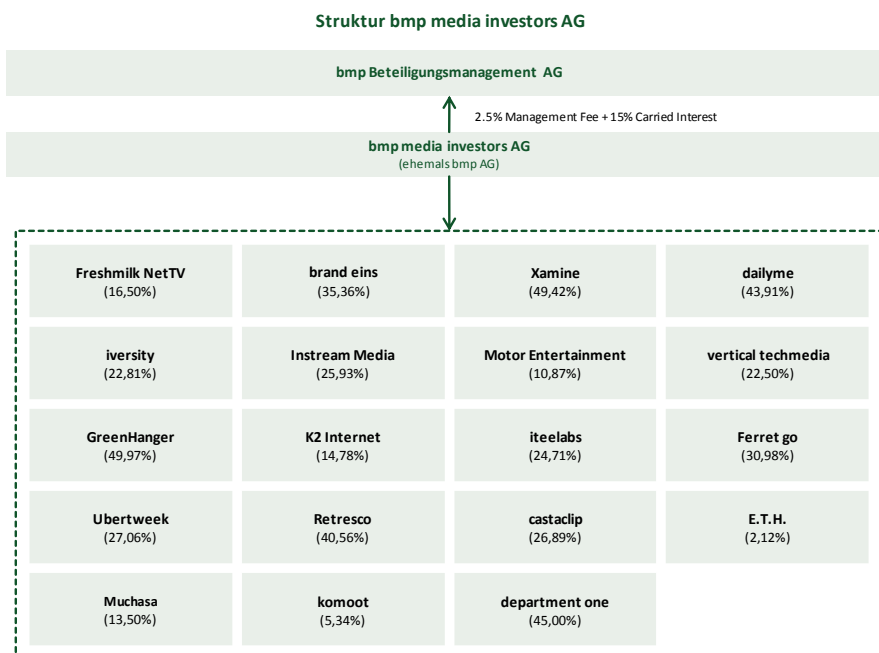 Struktur bmp media investors AG
bmp Beteiligungsmanagement AG
2.5% Management Fee + 15% Carried Interest
bmp media investors AG
(ehemals bmp AG)
Freshmilk NetTV
(16,50%)
brand eins
(35,36%)
Xamine
(49,42%)
dailyme
(43,91%)
iversity
(22,81%)
Instream Media
(25,93%)
Motor Entertainment
(10,87%)
vertical techmedia
(22,50%)
GreenHanger
(49,97%)
K2 Internet
(14,78%)
iteelabs
(24,71%)
Ferret go
(30,98%)
Ubertweek
(27,06%)
Retresco
(40,56%)
castaclip
(26,89%)
E.T.H.
(2,12%)
Muchasa
(13,50%)
komoot
(5,34%)
department one
(45,00%)